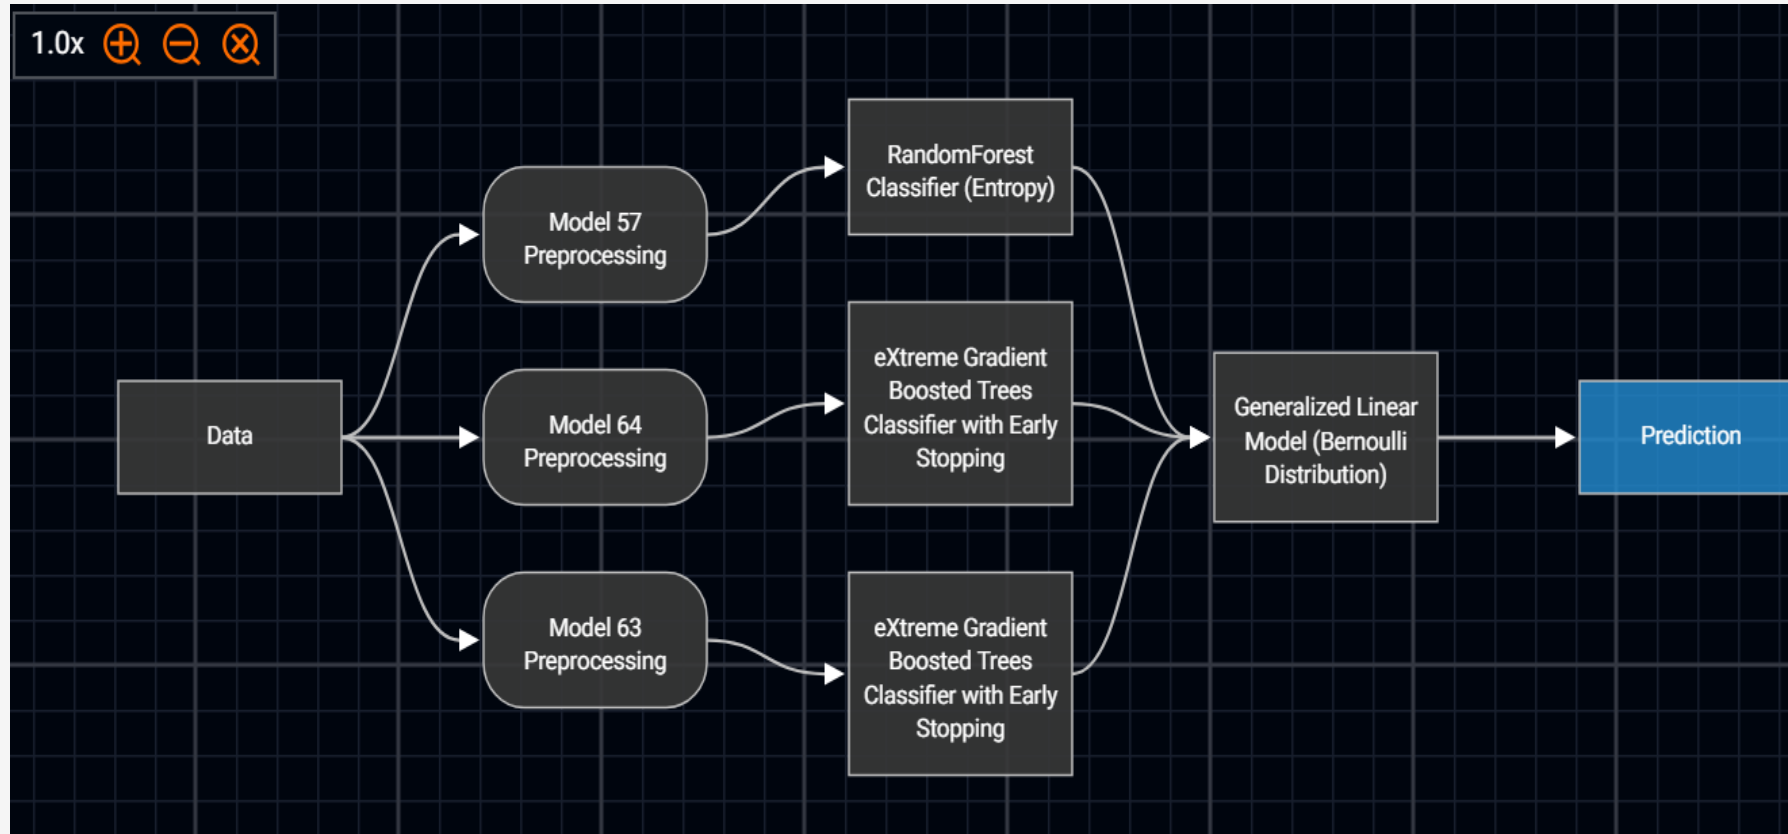 1.0x
RandomForest
Classifier (Entropy)
Model 57
Preprocessing
eXtreme Gradient
Boosted Trees
Classifier with Early
Stopping
Data
Model 64
Preprocessing
Generalized Linear
Model (Bernoulli
Distribution)
Prediction
Model 63
Preprocessing
eXtreme Gradient
Boosted Trees
Classifier with Early
Stopping